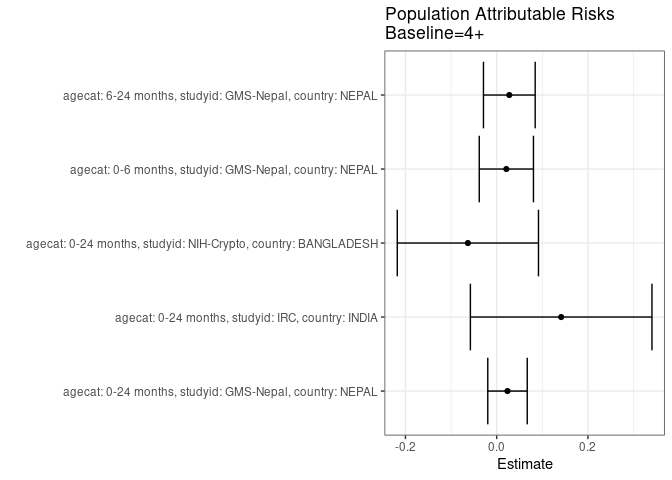 Population Attributable Risks
Baseline=4+
agecat: 6-24 months, studyid: GMS-Nepal, country: NEPAL
agecat: 0-6 months, studyid: GMS-Nepal, country: NEPAL
agecat: 0-24 months, studyid: NIH-Crypto, country: BANGLADESH
agecat: 0-24 months, studyid: IRC, country: INDIA
agecat: 0-24 months, studyid: GMS-Nepal, country: NEPAL
-0.2 0.0 0.2
Estimate